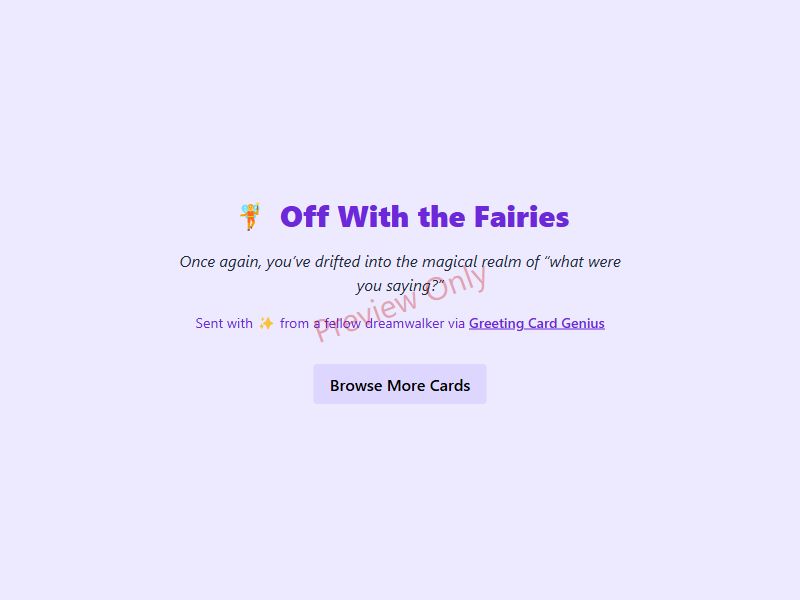 🧚 Off With the Fairies
Once again, you’ve drifted into the magical realm of “what were
you saying?”
Preview Only
Sent with ✨ from a fellow dreamwalker via Greeting Card Genius
Browse More Cards